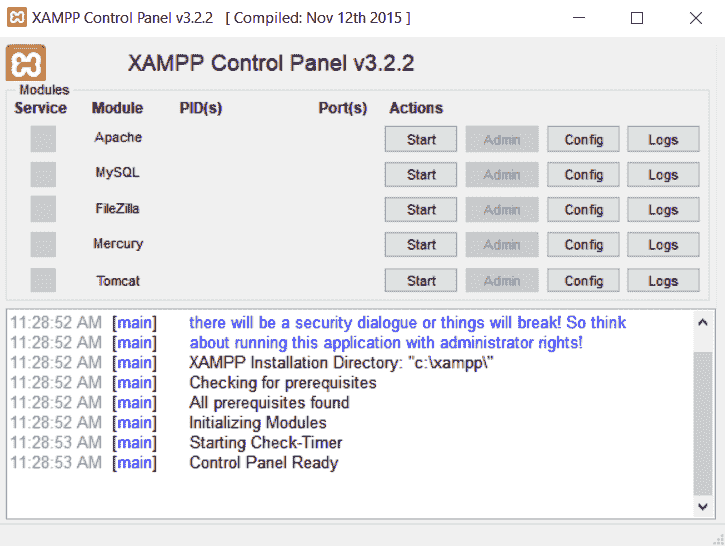 XAMPP Control Panel v3.2.2 [ Compiled: Nov 12th 2015 ]
XAMPP Control Panel v3.2.2
Modules
Service Module PID(s) Port(s) Actions
Apache Start Admin Config Logs
MySQL Start Admin Config Logs
FileZilla Start Admin Config Logs
Mercury Start Admin Config Logs
Tomcat Start Admin Config Logs
11:28:52 AM [main] there will be a security dialogue or things will break! So think
11:28:52 AM [main] about running this application with administrator rights!
11:28:52 AM [main] XAMPP Installation Directory: "c:\xampp\"
11:28:52 AM [main] Checking for prerequisites
11:28:52 AM [main] All prerequisites found
11:28:52 AM [main] Initializing Modules
11:28:53 AM [main] Starting Check-Timer
11:28:53 AM [main] Control Panel Ready